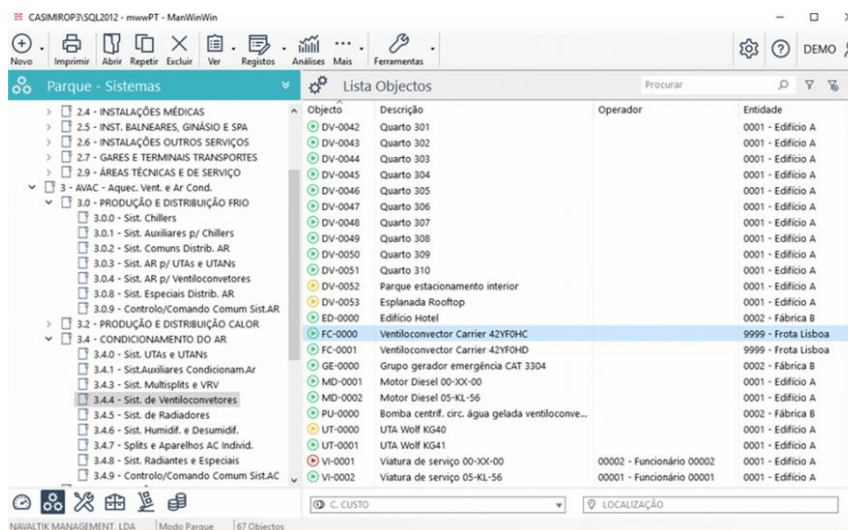 CASIMIROP3\SQL2012 - mwwPT - ManWinWin
Novo Imprimir Abrir Repetir Excluir Ver Registos Análises Mais Ferramentas DEMO
Parque - Sistemas
Lista Objectos Procurar
2.4 - INSTALAÇÕES MÉDICAS
2.5 - INST. BALNEARES, GINÁSIO E SPA
2.6 - INSTALAÇÕES OUTROS SERVIÇOS
2.7 - GARES E TERMINAIS TRANSPORTES
2.9 - ÁREAS TÉCNICAS E DE SERVIÇO
3 - AVAC - Aquec. Vent. e Ar Cond.
3.0 - PRODUÇÃO E DISTRIBUIÇÃO FRIO
3.0.0 - Sist. Chillers
3.0.1 - Sist. Auxiliares p/ Chillers
3.0.2 - Sist. Comuns Distrib. AR
3.0.3 - Sist. AR p/ UTAs e UTANs
3.0.4 - Sist. AR p/ Ventiloconvetores
3.0.8 - Sist. Especiais Distrib. AR
3.0.9 - Controlo/Comando Comum Sist.AR
3.2 - PRODUÇÃO E DISTRIBUIÇÃO CALOR
3.4 - CONDICIONAMENTO DO AR
3.4.0 - Sist. UTAs e UTANs
3.4.1 - Sist.Auxiliares Condicionam.Ar
3.4.3 - Sist. Multisplits e VRV
3.4.4 - Sist. de Ventiloconvetores
3.4.5 - Sist. de Radiadores
3.4.6 - Sist. Humidif. e Desumidif.
3.4.7 - Splits e Aparelhos AC Individ.
3.4.8 - Sist. Radiantes e Especiais
3.4.9 - Controlo/Comando Comum Sist.AC
Objecto Descrição Operador Entidade
DV-0042 Quarto 301 0001 - Edifício A
DV-0043 Quarto 302 0001 - Edifício A
DV-0044 Quarto 303 0001 - Edifício A
DV-0045 Quarto 304 0001 - Edifício A
DV-0046 Quarto 305 0001 - Edifício A
DV-0047 Quarto 306 0001 - Edifício A
DV-0048 Quarto 307 0001 - Edifício A
DV-0049 Quarto 308 0001 - Edifício A
DV-0050 Quarto 309 0001 - Edifício A
DV-0051 Quarto 310 0001 - Edifício A
DV-0052 Parque estacionamento interior 0001 - Edifício A
DV-0053 Esplanada Rooftop 0001 - Edifício A
ED-0000 Edifício Hotel 0002 - Fábrica B
FC-0000 Ventiloconvector Carrier 42YF0HC 9999 - Frota Lisboa
FC-0001 Ventiloconvector Carrier 42YF0HD 9999 - Frota Lisboa
GE-0000 Grupo gerador emergência CAT 3304 0002 - Fábrica B
MD-0001 Motor Diesel 00-XX-00 0001 - Edifício A
MD-0002 Motor Diesel 05-KL-56 0001 - Edifício A
PU-0000 Bomba centríf. circ. água gelada ventiloconve... 0002 - Fábrica B
UT-0000 UTA Wolf KG40 0002 - Fábrica B
UT-0001 UTA Wolf KG41 0002 - Fábrica B
VI-0001 Viatura de serviço 00-XX-00 00002 - Funcionário 00002 0001 - Edifício A
VI-0002 Viatura de serviço 05-KL-56 00001 - Funcionário 00001 0001 - Edifício A
C. CUSTO LOCALIZAÇÃO
NAVALTIK MANAGEMENT, LDA Modo Parque 67 Objectos